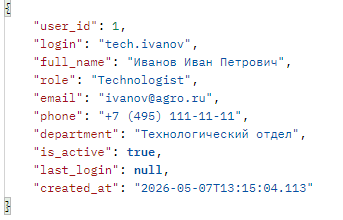 {
"user_id": 1,
"login": "tech.ivanov",
"full_name": "Иванов Иван Петрович",
"role": "Technologist",
"email": "ivanov@agro.ru",
"phone": "+7 (495) 111-11-11",
"department": "Технологический отдел",
"is_active": true,
"last_login": null,
"created_at": "2026-05-07T13:15:04.113"
}